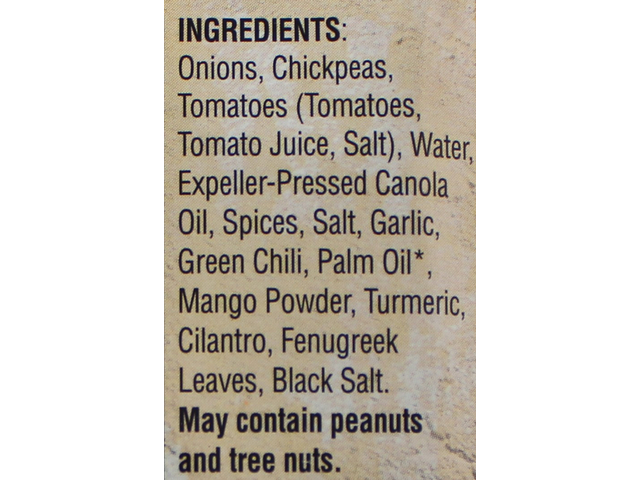 INGREDIENTS:
Onions, Chickpeas,
Tomatoes (Tomatoes,
Tomato Juice, Salt), Water,
Expeller-Pressed Canola
Oil, Spices, Salt, Garlic,
Green Chili, Palm Oil*,
Mango Powder, Turmeric,
Cilantro, Fenugreek
Leaves, Black Salt.
May contain peanuts
and tree nuts.